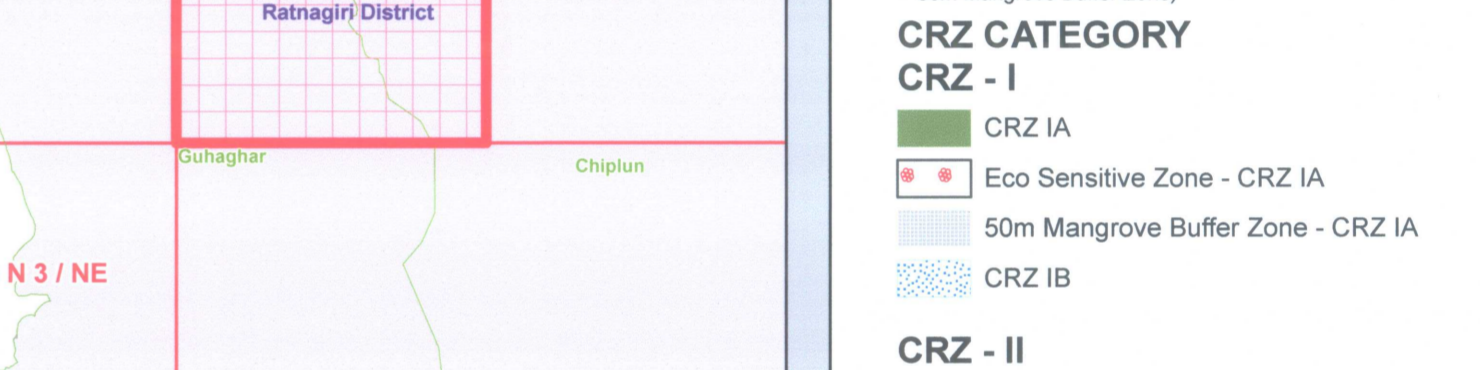 Ratnagiri District
Guhaghar
Chiplun
N 3 / NE
CRZ CATEGORY
CRZ - I
CRZ IA
Eco Sensitive Zone - CRZ IA
50m Mangrove Buffer Zone - CRZ IA
CRZ IB
CRZ - II